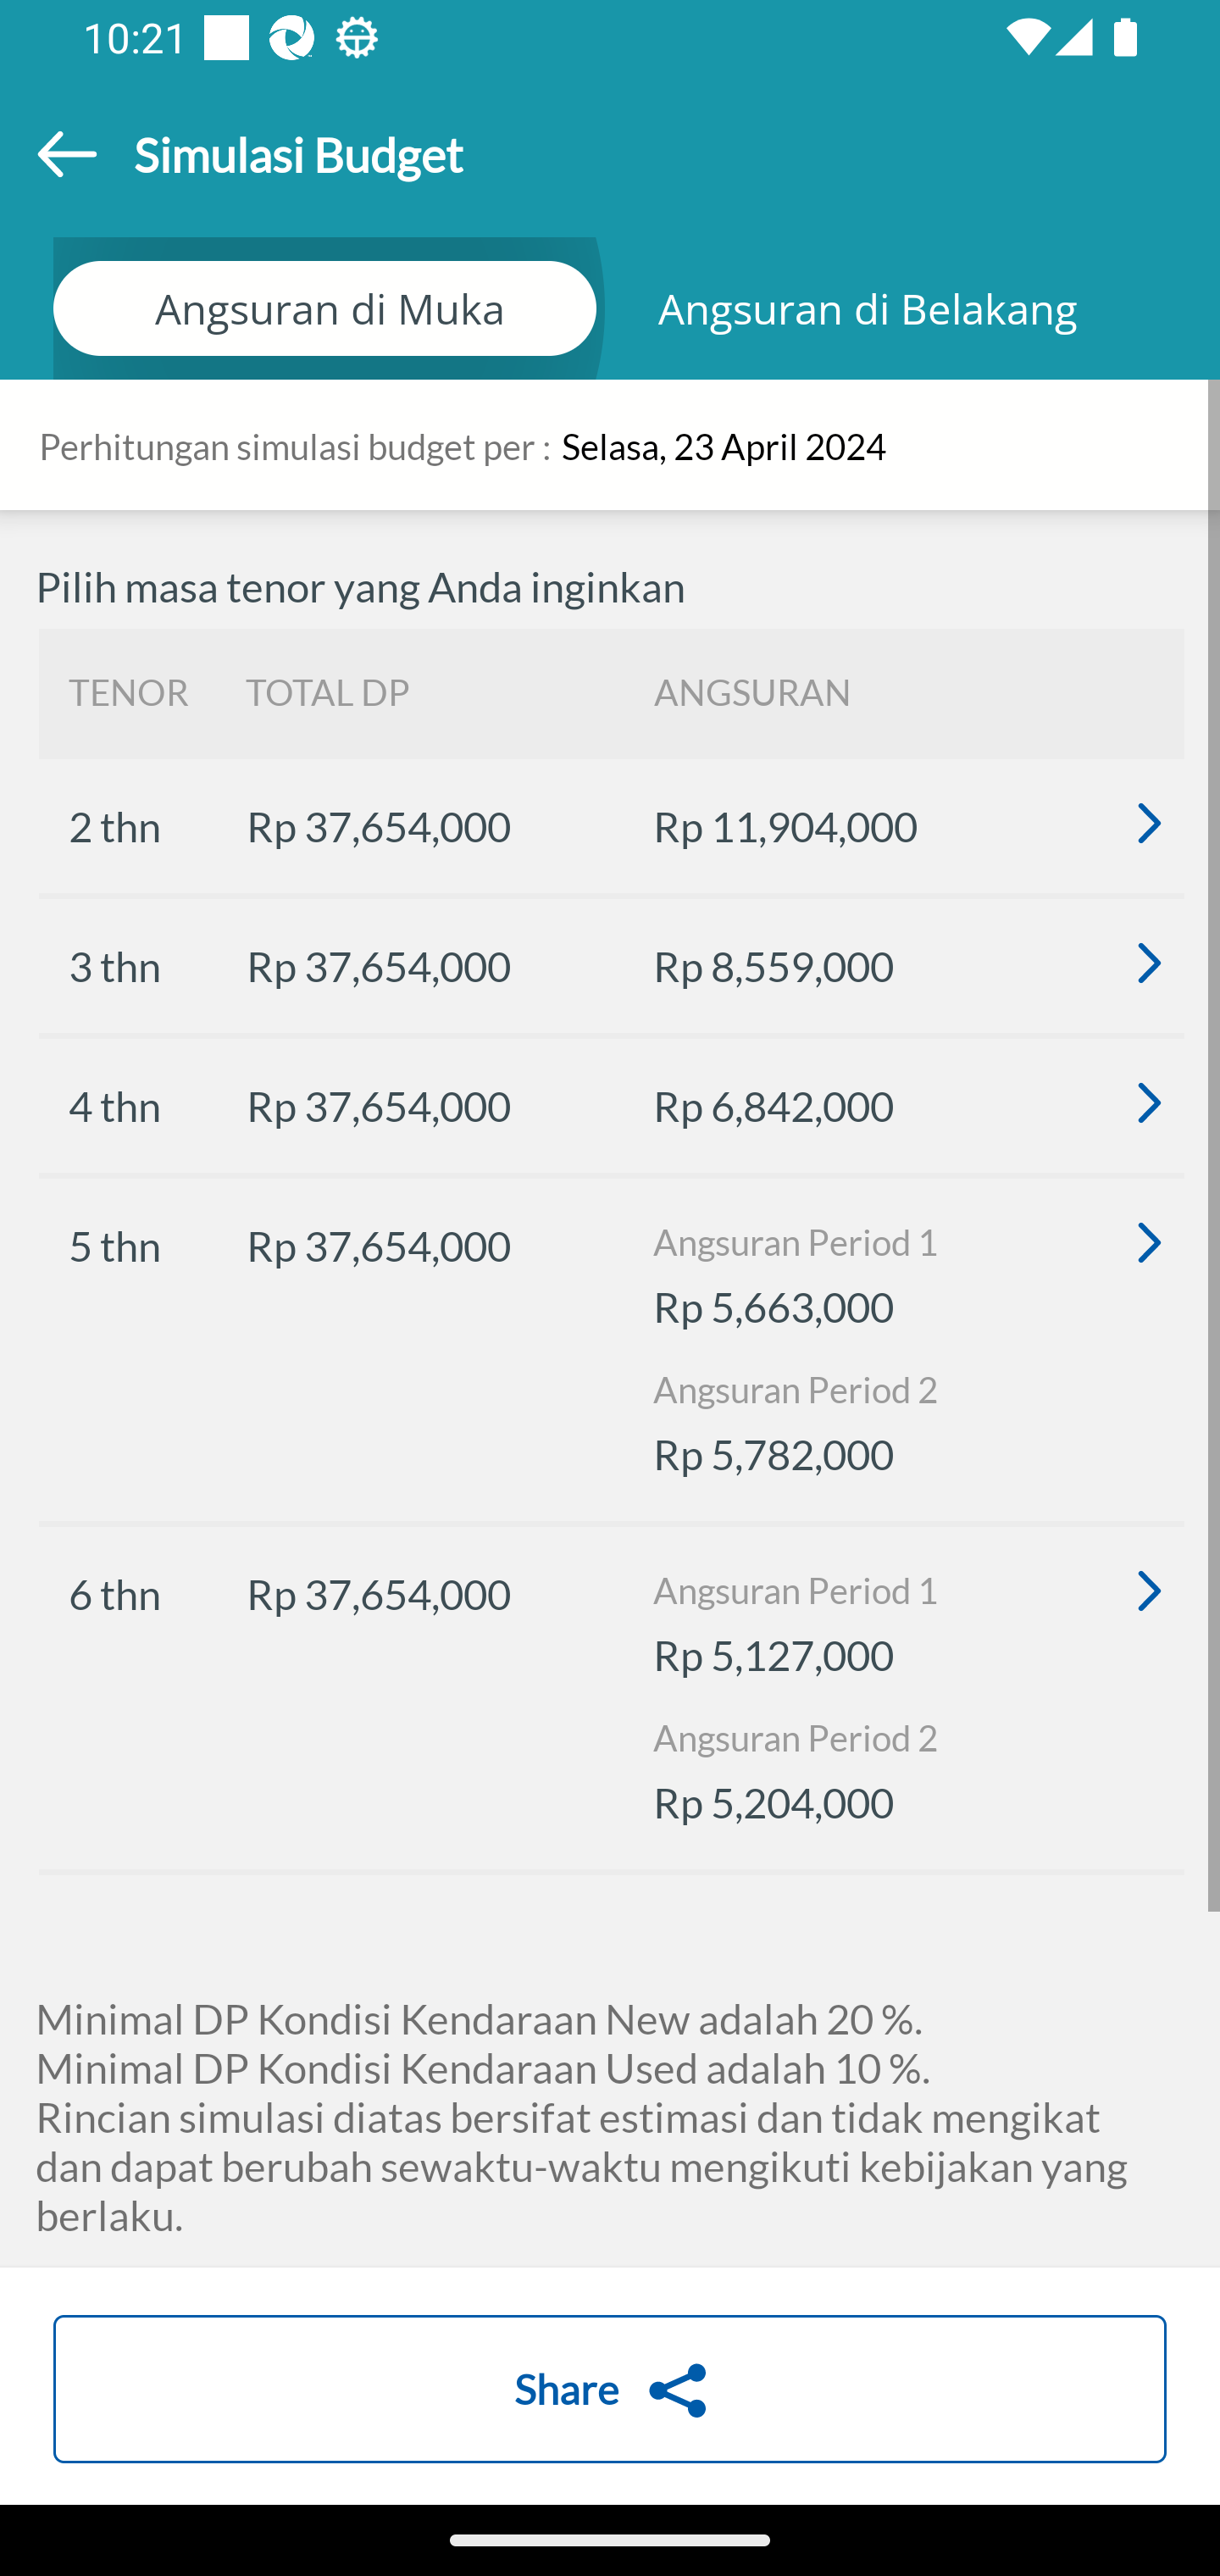 10:21
Simulasi Budget
Angsuran di Muka
Angsuran di Belakang
Perhitungan simulasi budget per : Selasa, 23 April 2024
Pilih masa tenor yang Anda inginkan
TENOR TOTAL DP ANGSURAN
2 thn Rp 37,654,000 Rp 11,904,000
3 thn Rp 37,654,000 Rp 8,559,000
4 thn Rp 37,654,000 Rp 6,842,000
5 thn Rp 37,654,000 Angsuran Period 1
Rp 5,663,000
Angsuran Period 2
Rp 5,782,000
6 thn Rp 37,654,000 Angsuran Period 1
Rp 5,127,000
Angsuran Period 2
Rp 5,204,000
Minimal DP Kondisi Kendaraan New adalah 20 %.
Minimal DP Kondisi Kendaraan Used adalah 10 %.
Rincian simulasi diatas bersifat estimasi dan tidak mengikat
dan dapat berubah sewaktu-waktu mengikuti kebijakan yang
berlaku.
Share